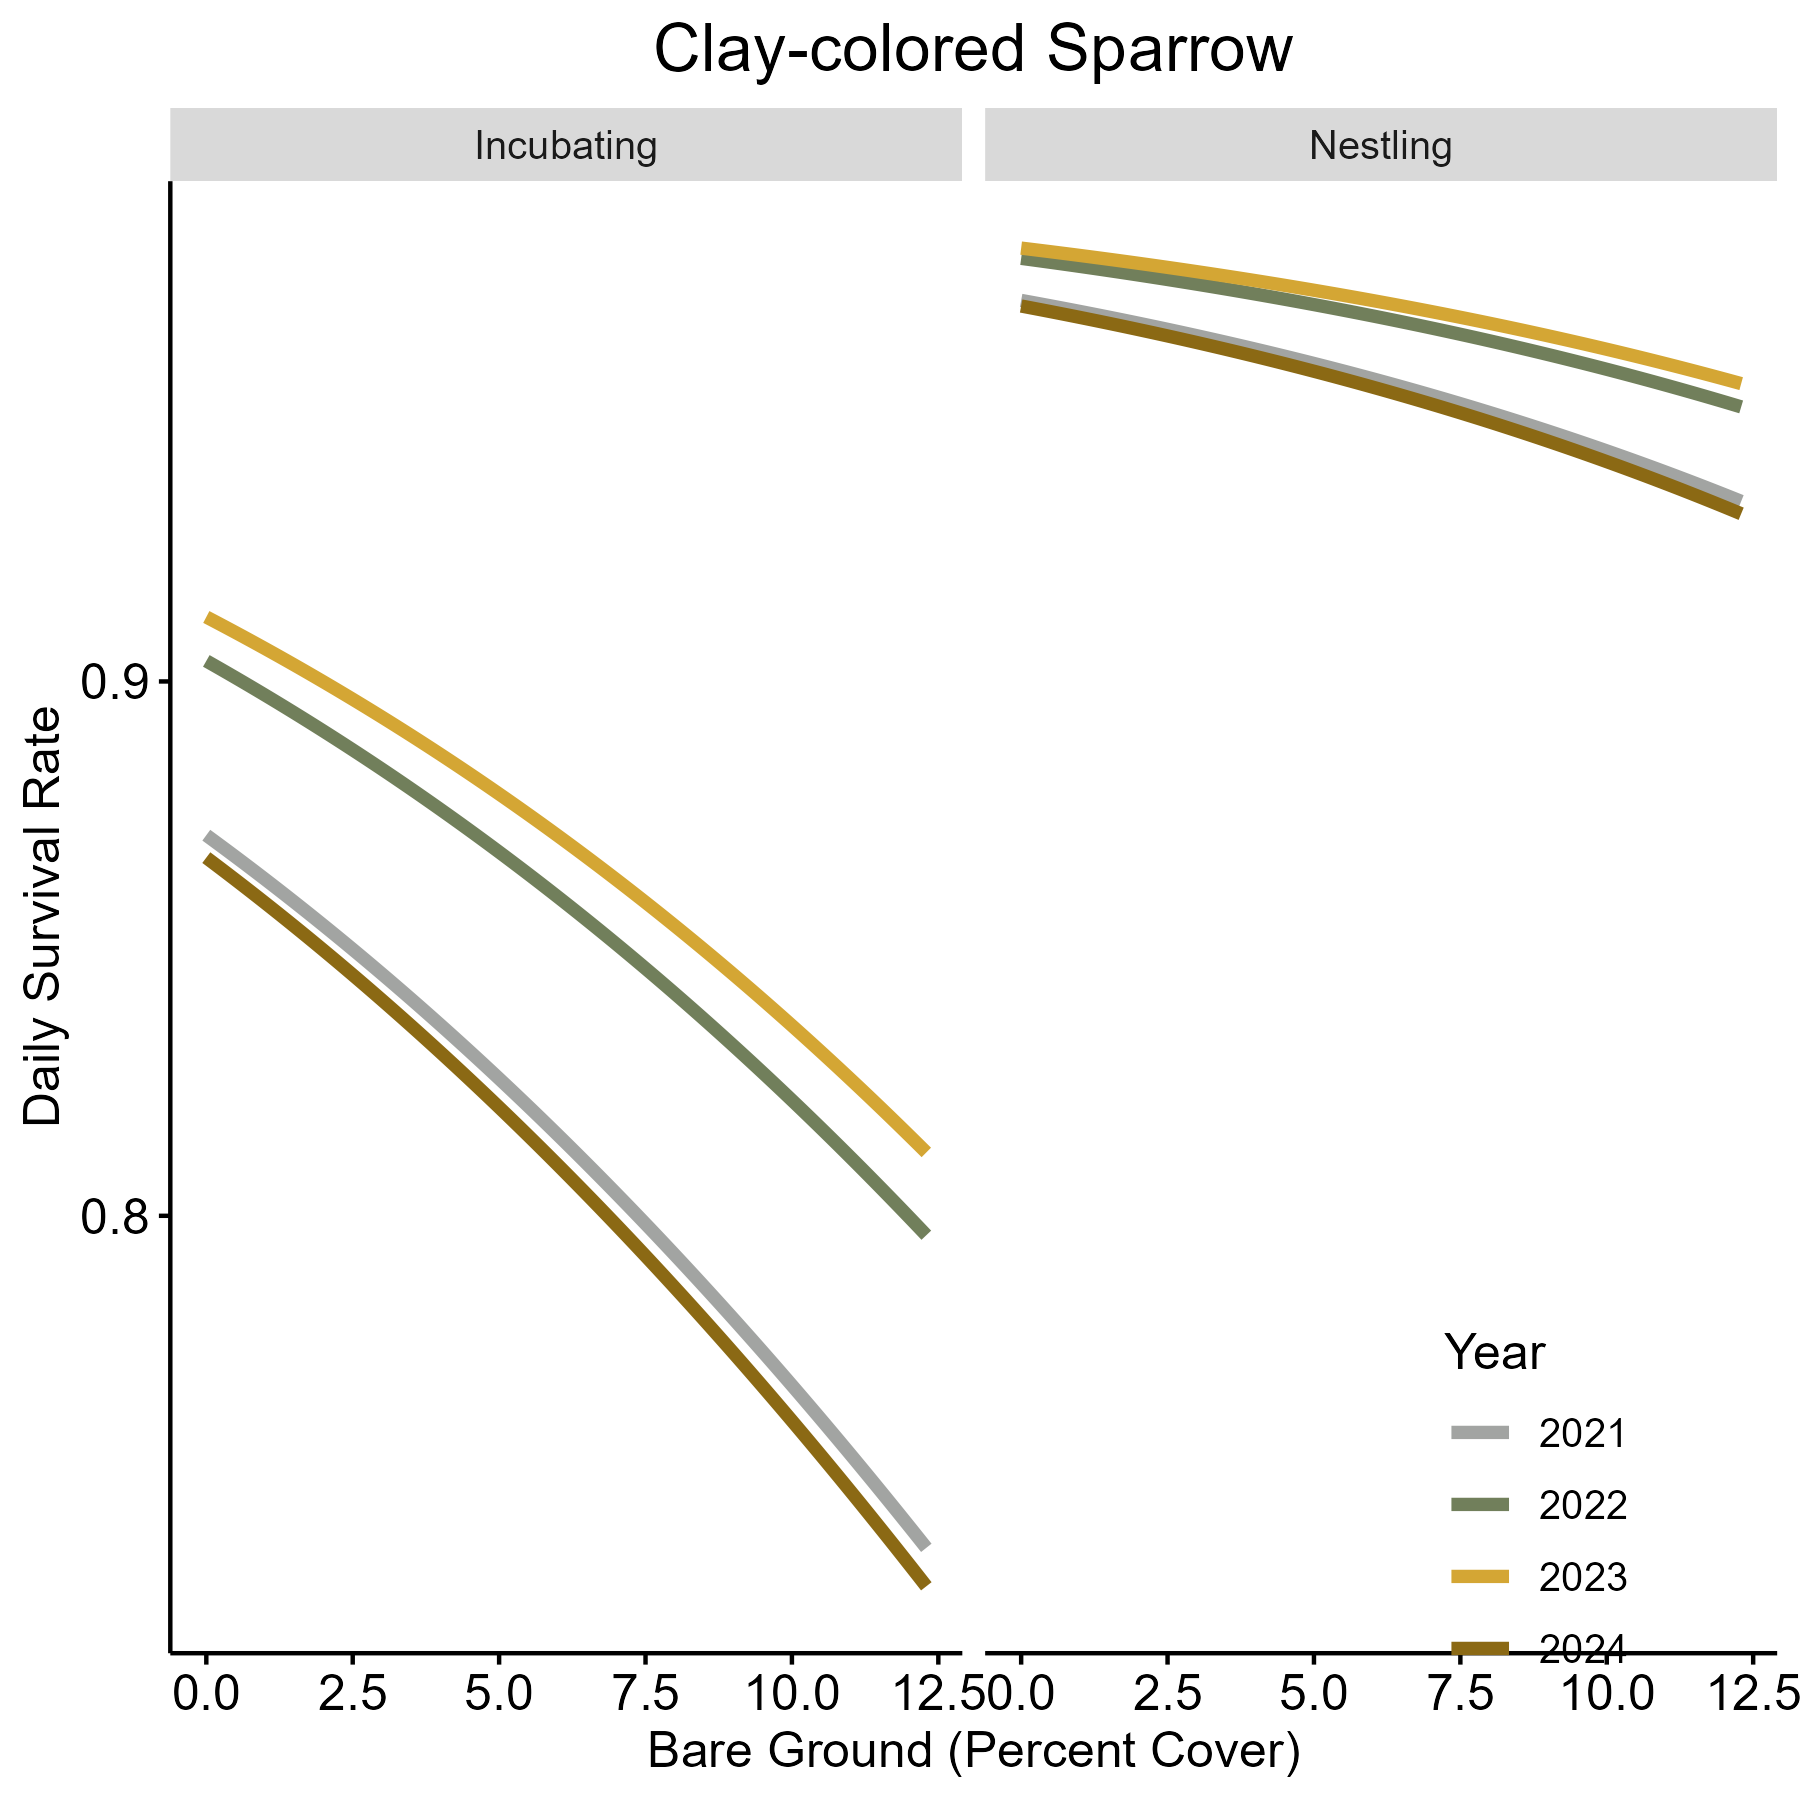 Clay-colored Sparrow
Incubating
Nestling
Daily Survival Rate
0.9
0.8
Year
2021
2022
2023
2024
0.0 2.5 5.0 7.5 10.0 12.5
0.0 2.5 5.0 7.5 10.0 12.5
Bare Ground (Percent Cover)